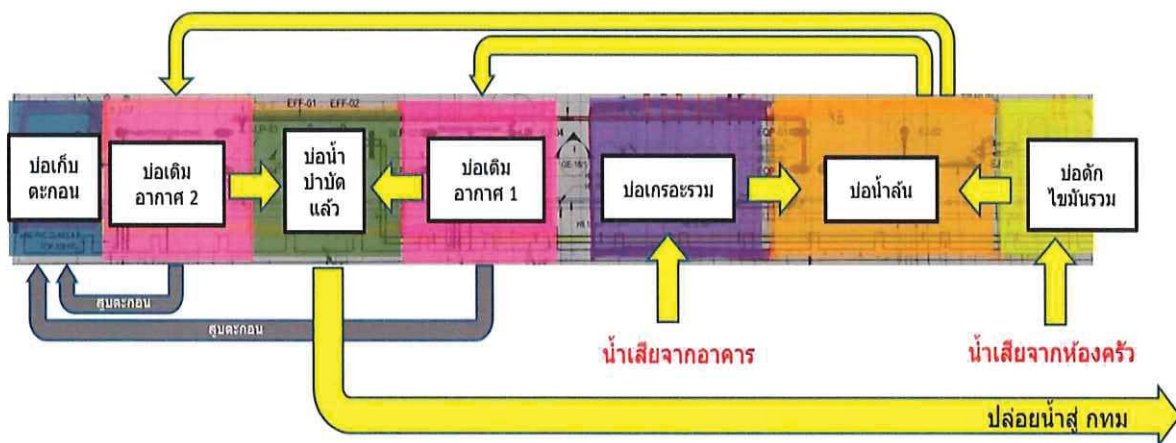 EFF-01 EFF-02
บ่อเก็บ
ตะกอน
บ่อเติม
อากาศ 2
บ่อน้ำ
บำบัด
แล้ว
บ่อเติม
อากาศ 1
บ่อเกรอะรวม
บ่อน้ำล้น
บ่อดัก
ไขมันรวม
สูบตะกอน
สูบตะกอน
น้ำเสียจากอาคาร
น้ำเสียจากห้องครัว
ปล่อยน้ำสู่ กทม